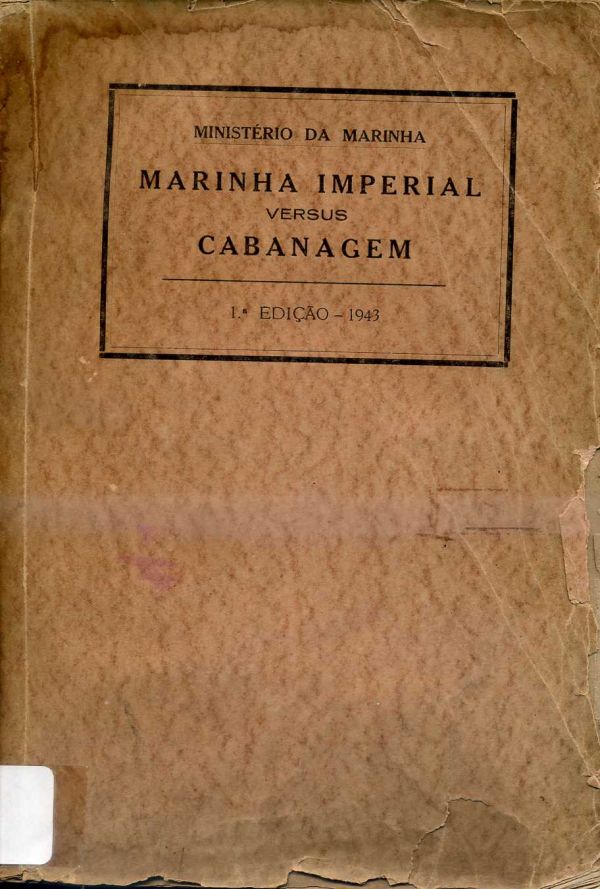 MINISTÉRIO DA MARINHA
MARINHA IMPERIAL
VERSUS
CABANAGEM
1.ª EDIÇÃO – 1943